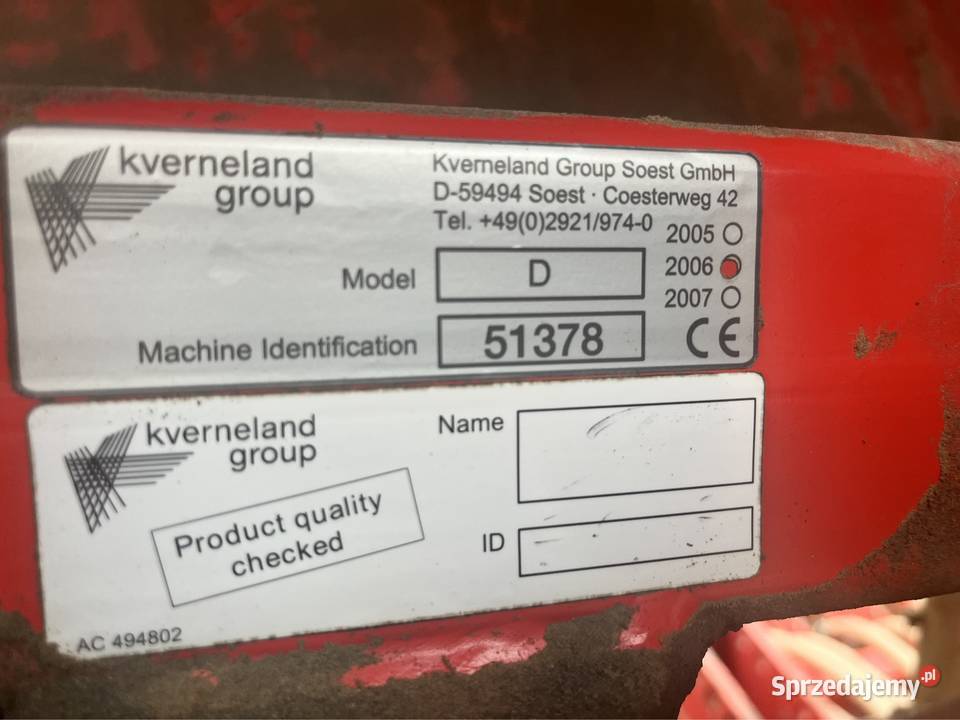 kverneland
group
Kverneland Group Soest GmbH
D-59494 Soest · Coesterweg 42
Tel. +49(0)2921/974-0
2005
2006
2007
Model
D
Machine Identification
51378
CE
kverneland
group
Name
Product quality
checked
ID
AC 494802
Sprzedajemy.pl